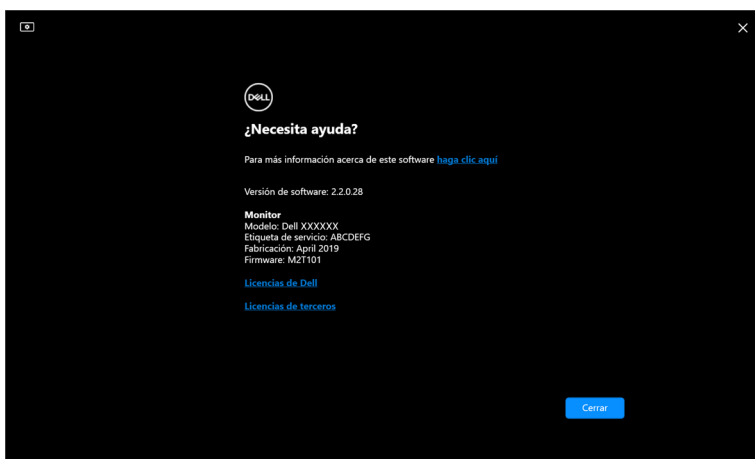 DELL
¿Necesita ayuda?
Para más información acerca de este software haga clic aquí
Versión de software: 2.2.0.28
Monitor
Modelo: Dell XXXXXX
Etiqueta de servicio: ABCDEFG
Fabricación: April 2019
Firmware: M2T101
Licencias de Dell
Licencias de terceros
Cerrar